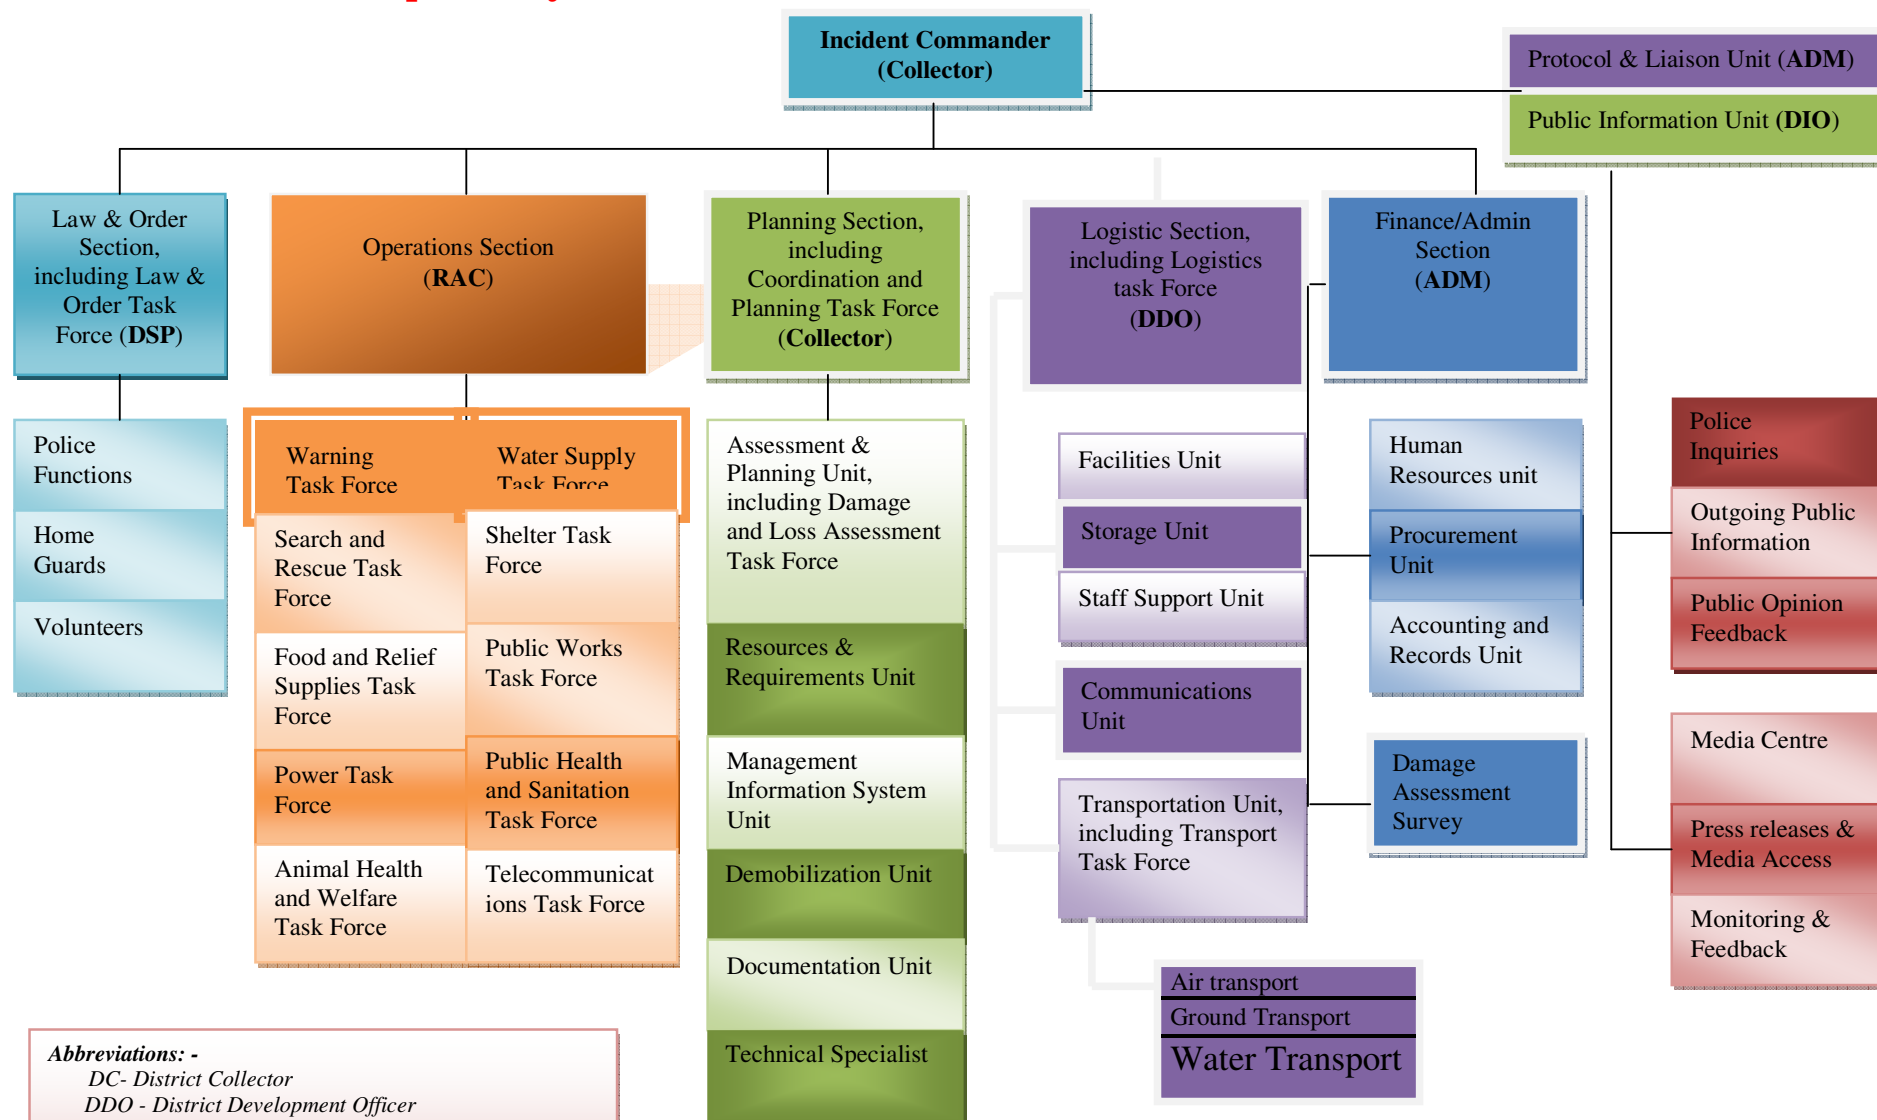 Incident Commander
(Collector)
Protocol & Liaison Unit (ADM)
Public Information Unit (DIO)
Law & Order
Section,
including Law &
Order Task
Force (DSP)
Operations Section
(RAC)
Planning Section,
including
Coordination and
Planning Task Force
(Collector)
Logistic Section,
including Logistics
task Force
(DDO)
Finance/Admin
Section
(ADM)
Police
Functions
Home
Guards
Volunteers
Warning
Task Force
Search and
Rescue Task
Force
Food and Relief
Supplies Task
Force
Power Task
Force
Animal Health
and Welfare
Task Force
Water Supply
Task Force
Shelter Task
Force
Public Works
Task Force
Public Health
and Sanitation
Task Force
Telecommunicat
ions Task Force
Assessment &
Planning Unit,
including Damage
and Loss Assessment
Task Force
Resources &
Requirements Unit
Management
Information System
Unit
Demobilization Unit
Documentation Unit
Technical Specialist
Facilities Unit
Storage Unit
Staff Support Unit
Communications
Unit
Transportation Unit,
including Transport
Task Force
Air transport
Ground Transport
Water Transport
Human
Resources unit
Procurement
Unit
Accounting and
Records Unit
Damage
Assessment
Survey
Police
Inquiries
Outgoing Public
Information
Public Opinion
Feedback
Media Centre
Press releases &
Media Access
Monitoring &
Feedback
Abbreviations: -
DC- District Collector
DDO - District Development Officer